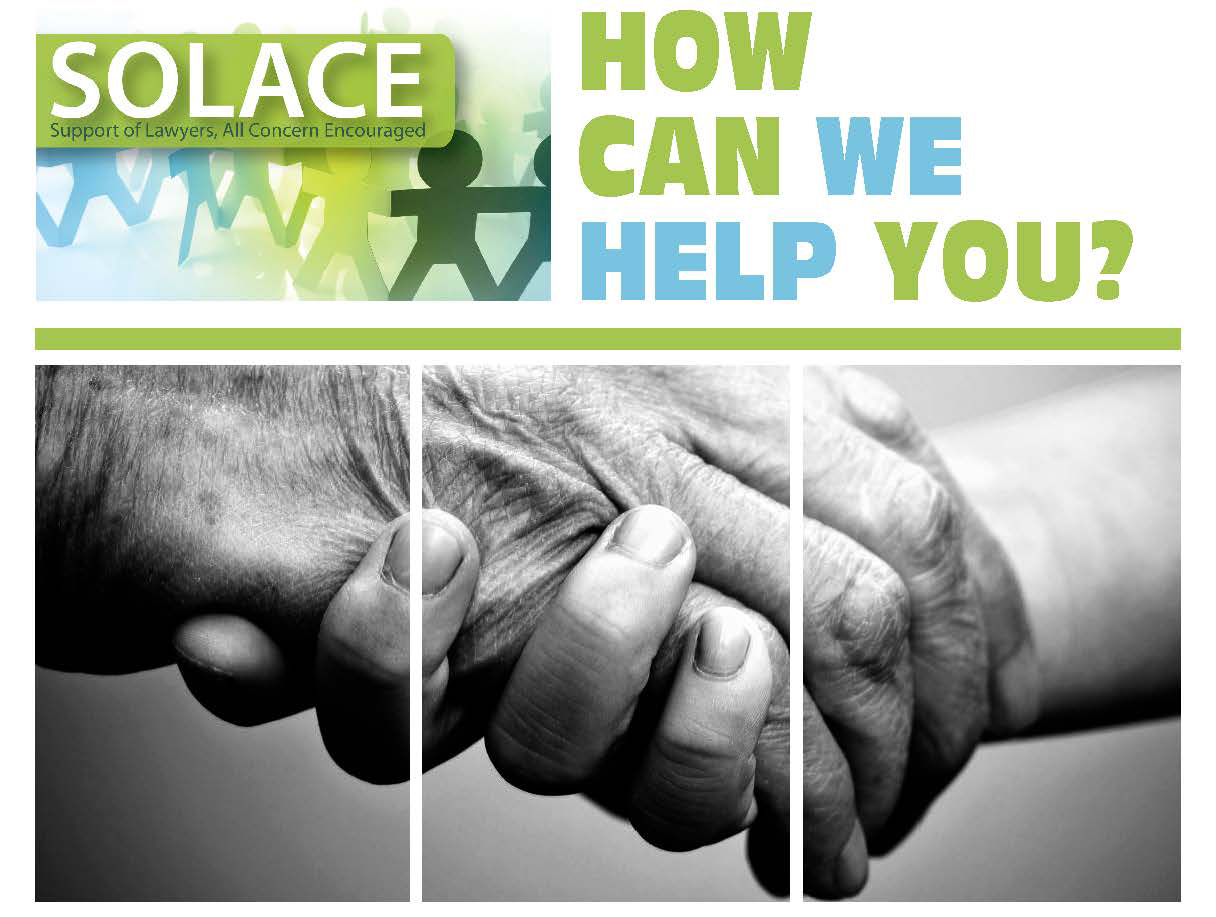 SOLACE
Support of Lawyers, All Concern Encouraged
HOW
CAN WE
HELP YOU?